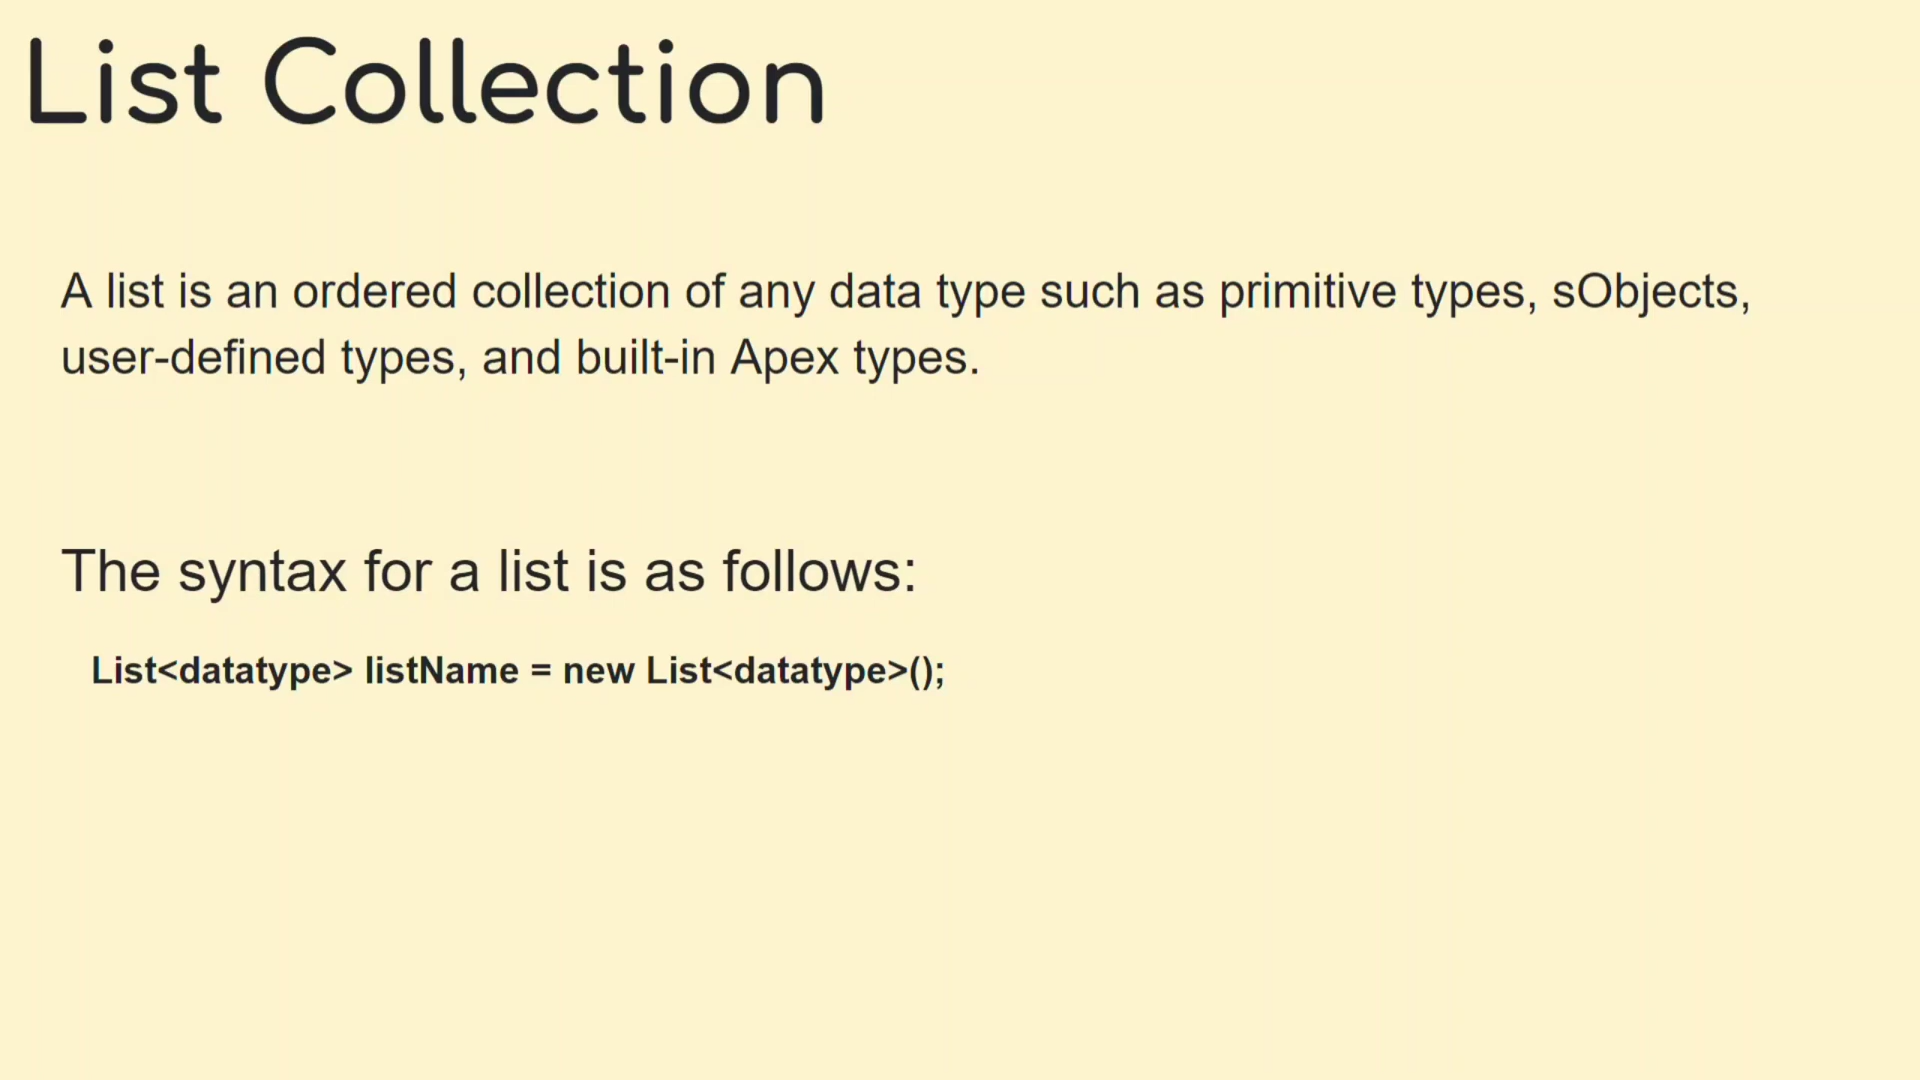 List Collection
A list is an ordered collection of any data type such as primitive types, sObjects,
user-defined types, and built-in Apex types.
The syntax for a list is as follows:
List<datatype> listName = new List<datatype>();